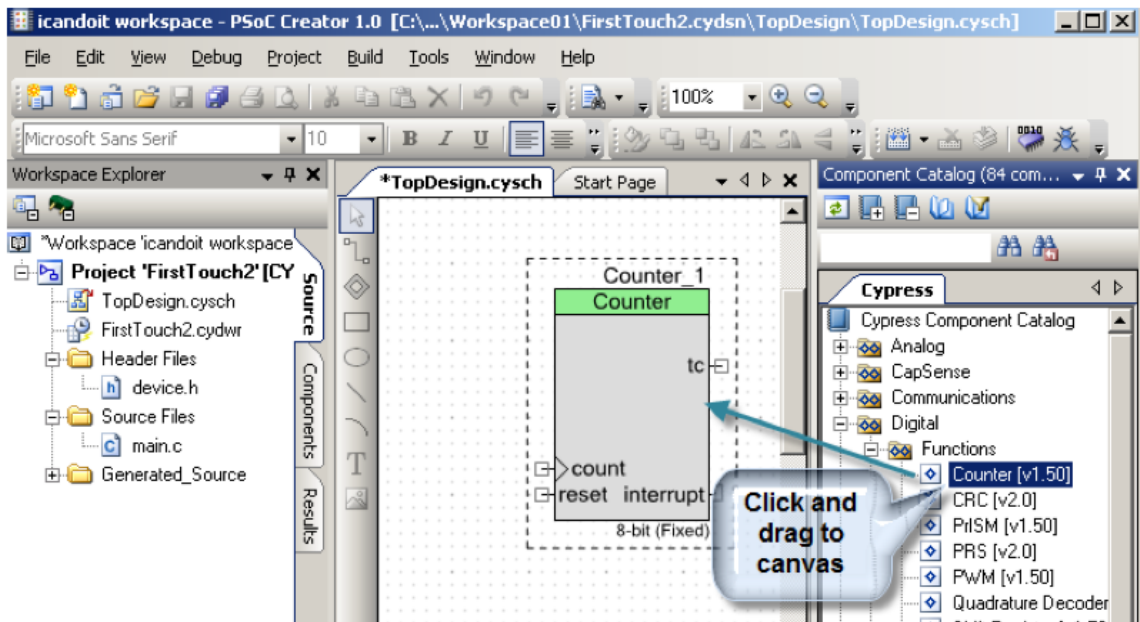 icandoit workspace - PSoC Creator 1.0 [C:\...\Workspace01\FirstTouch2.cydsn\TopDesign\TopDesign.cysch]
File Edit View Debug Project Build Tools Window Help
100%
Microsoft Sans Serif 10 B I U
Workspace Explorer
*TopDesign.cysch Start Page
Component Catalog (84 com...
"Workspace 'icandoit workspace
Project 'FirstTouch2' [CY
TopDesign.cysch
FirstTouch2.cydwr
Header Files
device.h
Source Files
main.c
Generated_Source
Source
Components
Results
T
Counter_1
Counter
tc
count
reset interrupt
8-bit (Fixed)
Click and
drag to
canvas
Cypress
Cypress Component Catalog
Analog
CapSense
Communications
Digital
Functions
Counter [v1.50]
CRC [v2.0]
PrISM [v1.50]
PRS [v2.0]
PWM [v1.50]
Quadrature Decoder